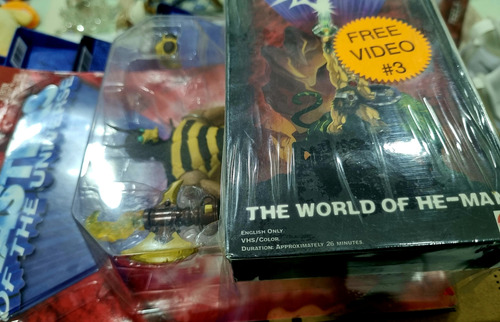 FREE
VIDEO
#3
THE WORLD OF HE-MAN
ENGLISH ONLY
VHS/COLOR
DURATION: APPROXIMATELY 26 MINUTES
OF THE UNIVERSE